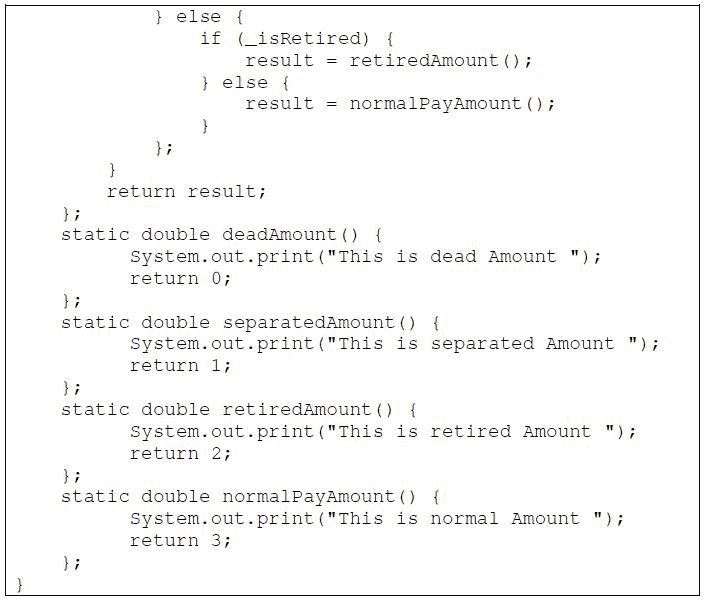 } else {
if (_isRetired) {
result = retiredAmount();
} else {
result = normalPayAmount();
}
};
}
return result;
};
static double deadAmount() {
System.out.print("This is dead Amount ");
return 0;
};
static double separatedAmount() {
System.out.print("This is separated Amount ");
return 1;
};
static double retiredAmount() {
System.out.print("This is retired Amount ");
return 2;
};
static double normalPayAmount() {
System.out.print("This is normal Amount ");
return 3;
};
}